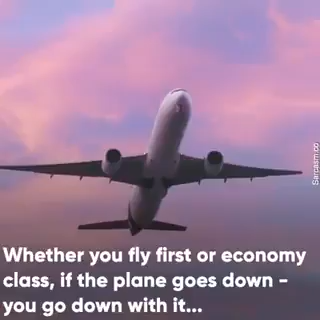 Sarcasm.co
Whether you fly first or economy
class, if the plane goes down -
you go down with it...